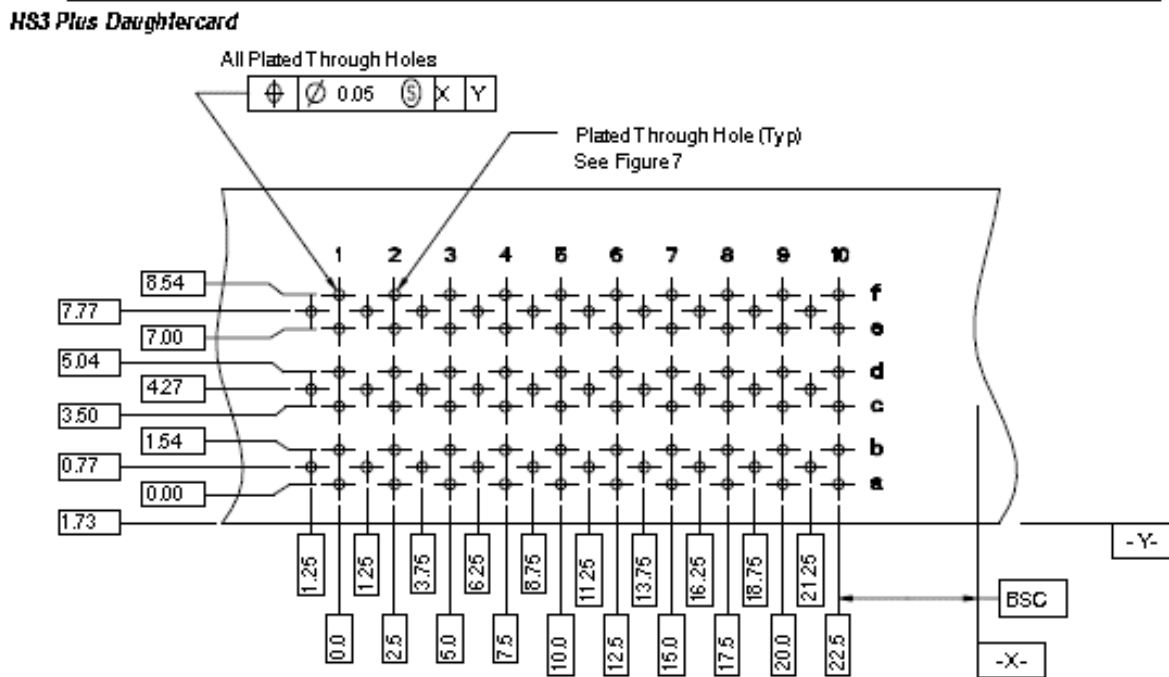 HS3 Plus Daughtercard
All Plated Through Holes
⌖ Ø 0.05 Ⓢ X Y
Plated Through Hole (Typ)
See Figure 7
1 2 3 4 5 6 7 8 9 10
8.54
7.77
7.00
5.04
4.27
3.50
1.54
0.77
0.00
1.73
f
e
d
c
b
a
1.25 1.25 3.75 6.25 8.75 11.25 13.75 16.25 18.75 21.25
0.0 2.5 5.0 7.5 10.0 12.5 15.0 17.5 20.0 22.5
-Y-
BSC
-X-